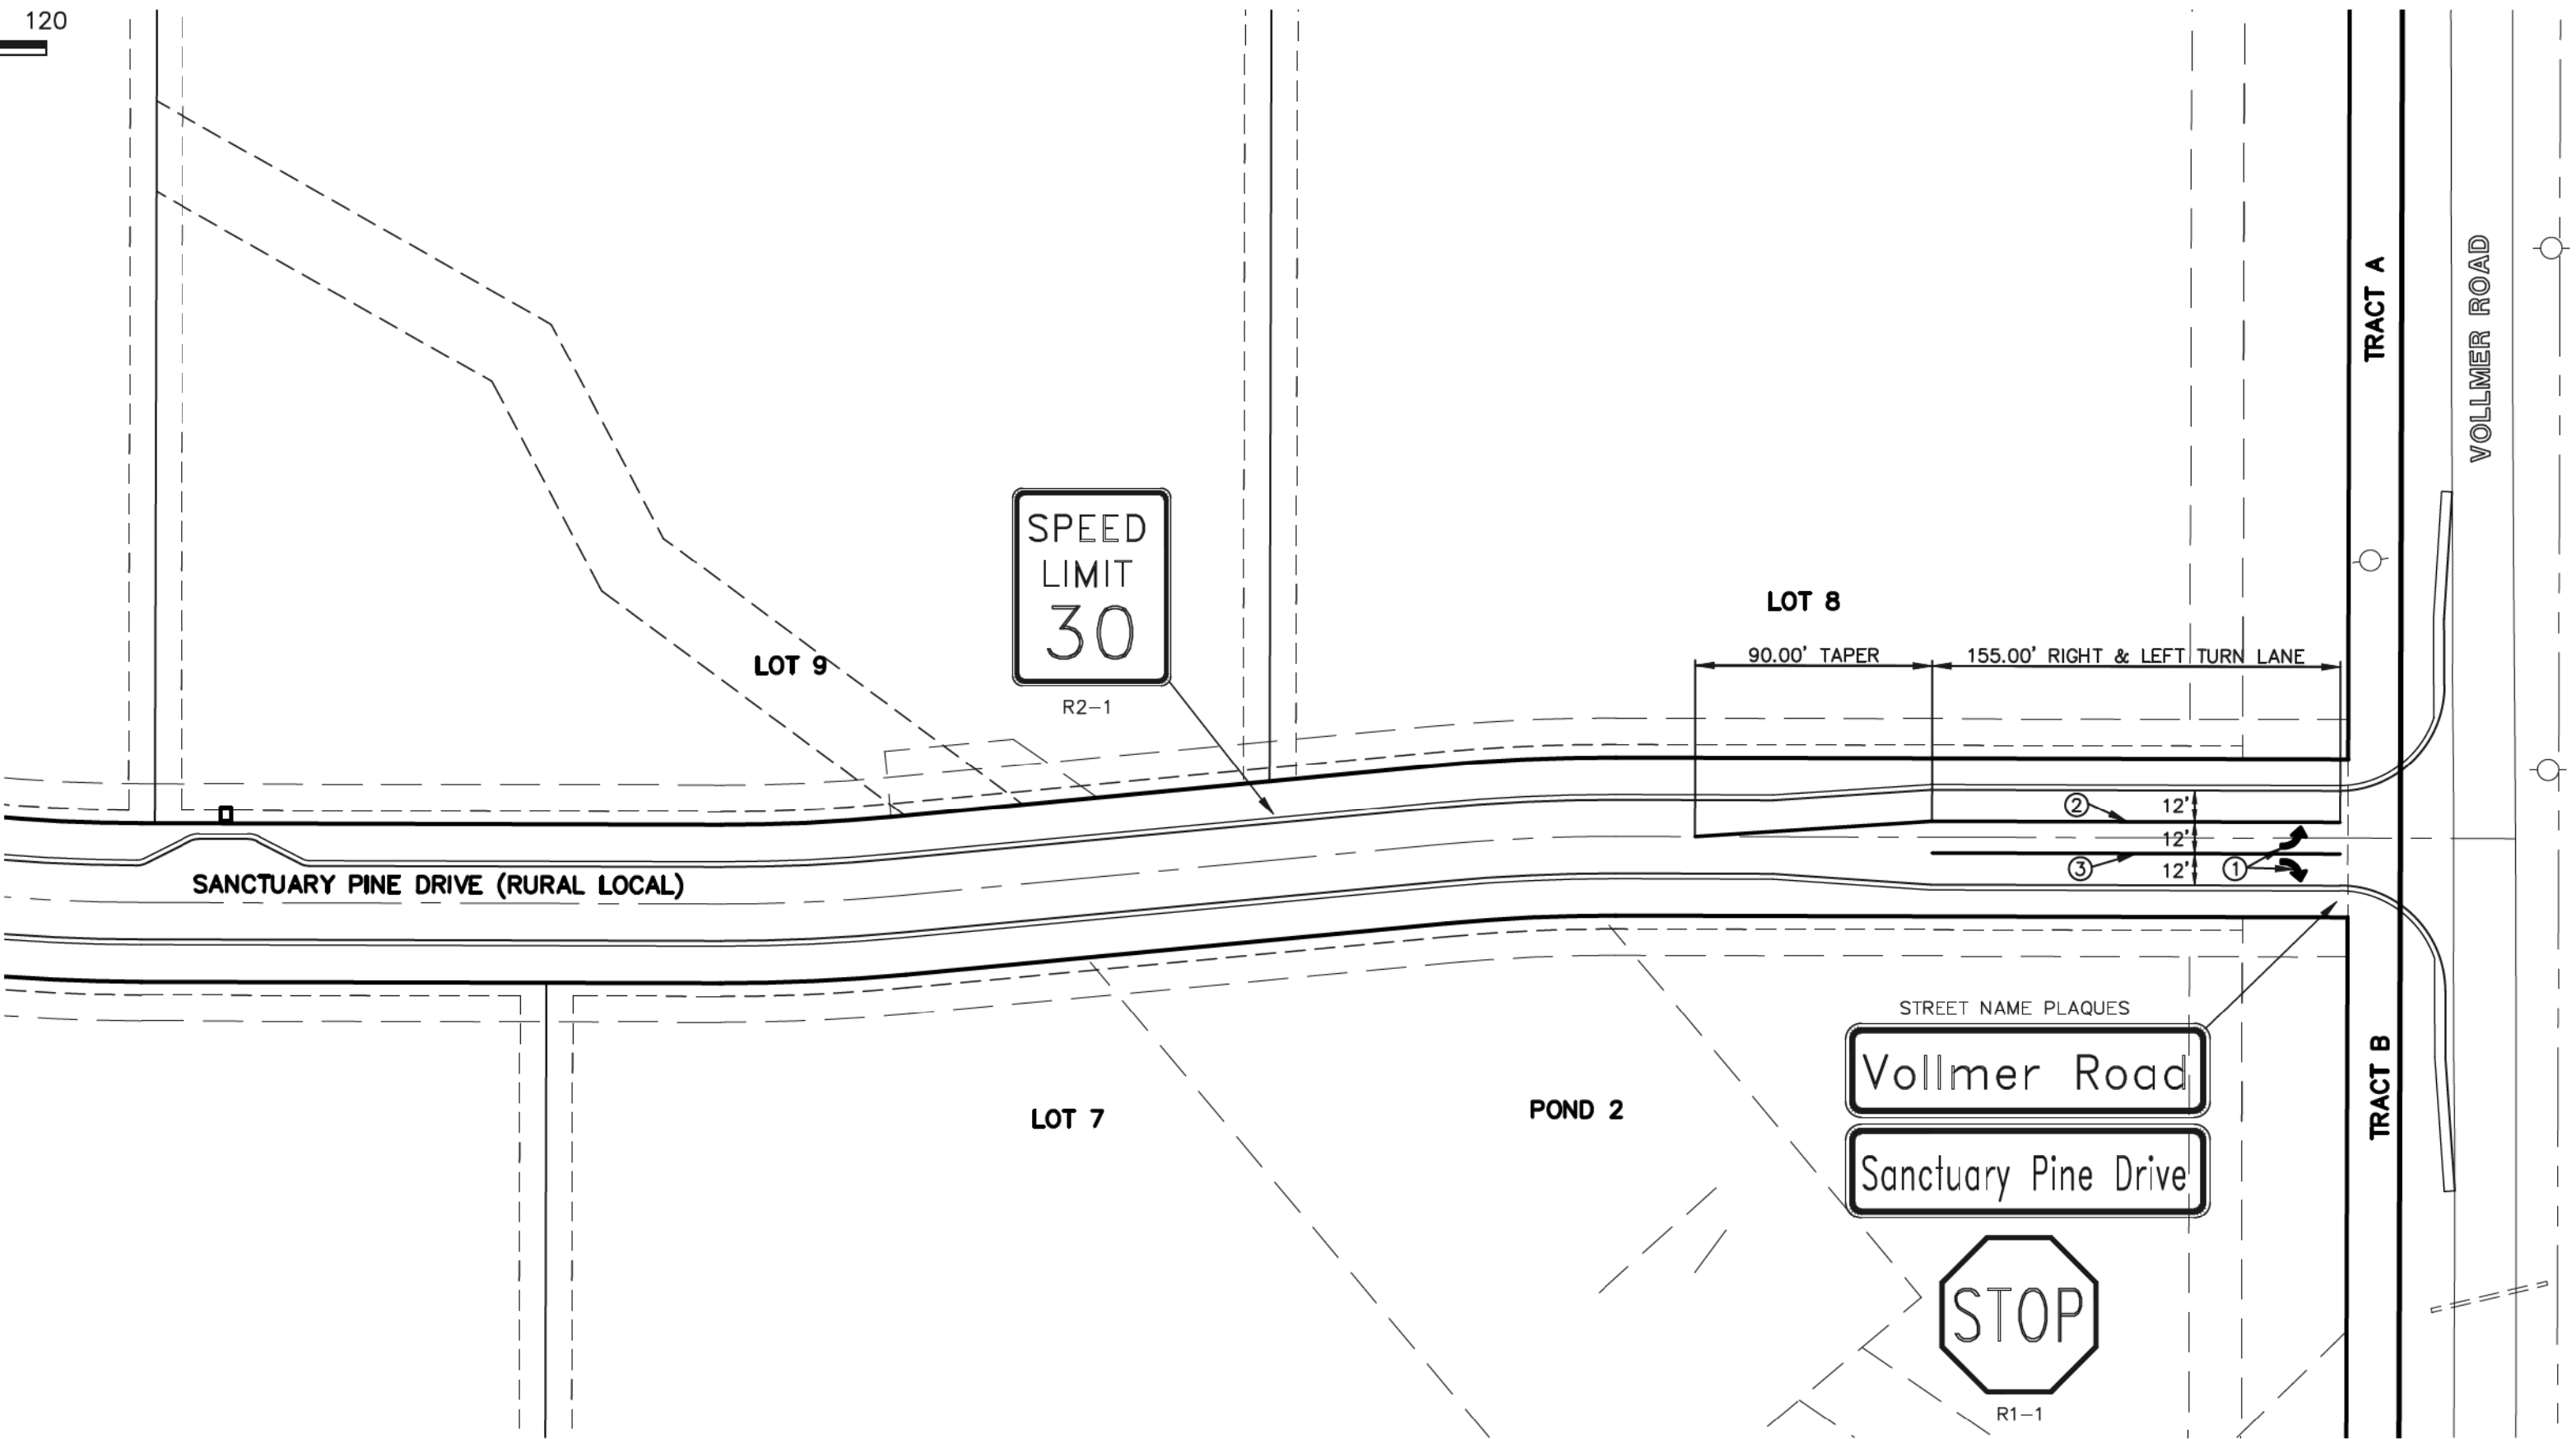 120
TRACT A
VOLLMER ROAD
SPEED
LIMIT
30
R2-1
LOT 8
LOT 9
90.00' TAPER
155.00' RIGHT & LEFT TURN LANE
2
12'
12'
3
12'
1
SANCTUARY PINE DRIVE (RURAL LOCAL)
STREET NAME PLAQUES
Vollmer Road
Sanctuary Pine Drive
LOT 7
POND 2
TRACT B
STOP
R1-1